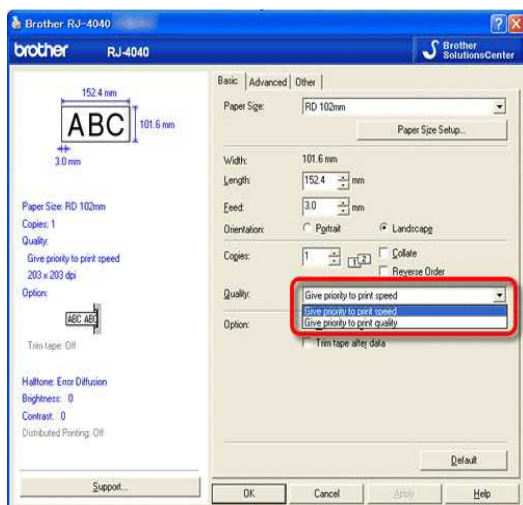 Brother RJ-4040
brother RJ-4040
Brother
SolutionsCenter
152.4 mm
ABC
101.6 mm
3.0 mm
Paper Size: RD 102mm
Copies: 1
Quality:
Give priority to print speed
203 x 203 dpi
Option:
ABC ABC
Trim tape: Off
Halftone: Error Diffusion
Brightness: 0
Contrast: 0
Distributed Printing: Off
Support...
Basic Advanced Other
Paper Size: RD 102mm
Paper Size Setup...
Width: 101.6 mm
Length: 152.4 mm
Feed: 3.0 mm
Orientation: Portrait Landscape
Copies: 1 1 2 Collate
Reverse Order
Quality: Give priority to print speed
Give priority to print speed
Give priority to print quality
Option:
Trim tape after data
Default
OK Cancel Apply Help